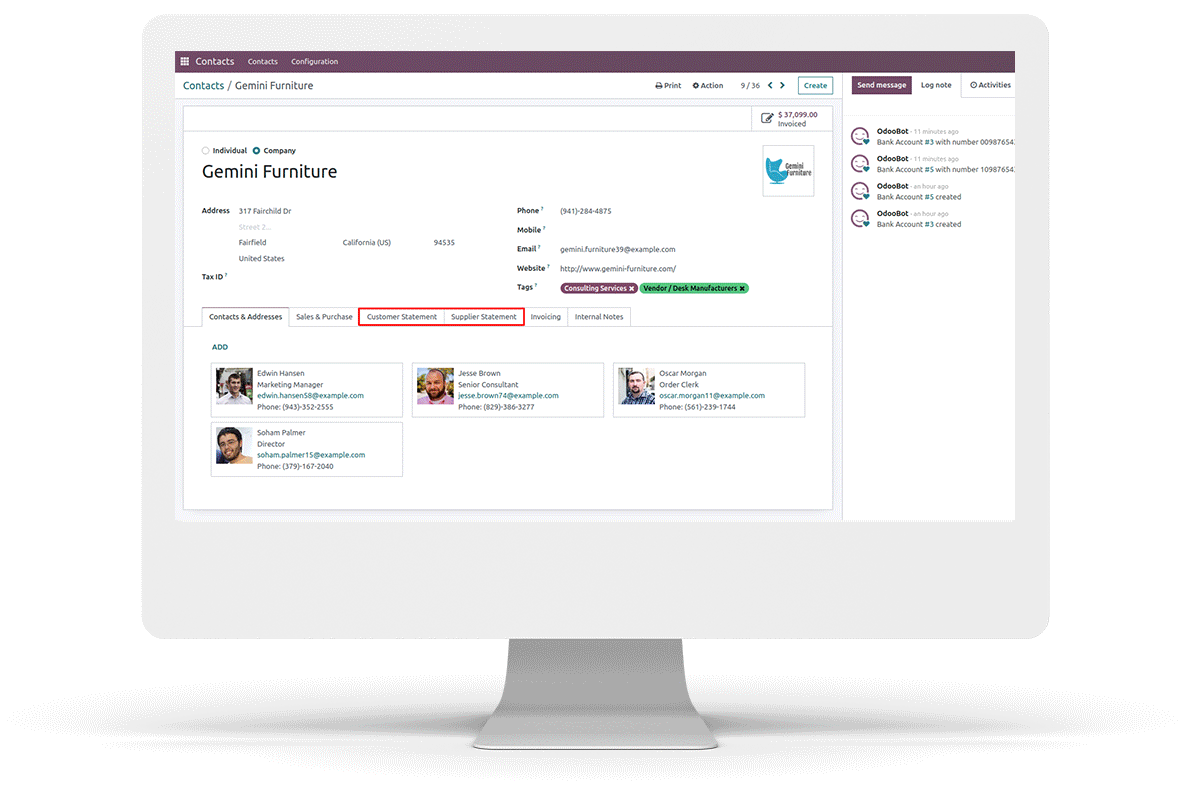 Contacts Contacts Configuration
Contacts / Gemini Furniture Print Action 9 / 36 Create
Send message Log note Activities
$ 37,099.00
Invoiced
Individual Company
Gemini Furniture
Gemini
Furniture
Address 317 Fairchild Dr
Street 2...
Fairfield California (US) 94535
United States
Tax ID ?
Phone ? (941)-284-4875
Mobile ?
Email ? gemini.furniture39@example.com
Website ? http://www.gemini-furniture.com/
Tags ? Consulting Services × Vendor / Desk Manufacturers ×
Contacts & Addresses Sales & Purchase Customer Statement Supplier Statement Invoicing Internal Notes
ADD
Edwin Hansen
Marketing Manager
edwin.hansen58@example.com
Phone: (943)-352-2555
Jesse Brown
Senior Consultant
jesse.brown74@example.com
Phone: (829)-386-3277
Oscar Morgan
Order Clerk
oscar.morgan11@example.com
Phone: (561)-239-1744
Soham Palmer
Director
soham.palmer15@example.com
Phone: (379)-167-2040
OdooBot - 11 minutes ago
Bank Account #3 with number 00987654
OdooBot - 11 minutes ago
Bank Account #5 with number 10987654
OdooBot - an hour ago
Bank Account #5 created
OdooBot - an hour ago
Bank Account #3 created